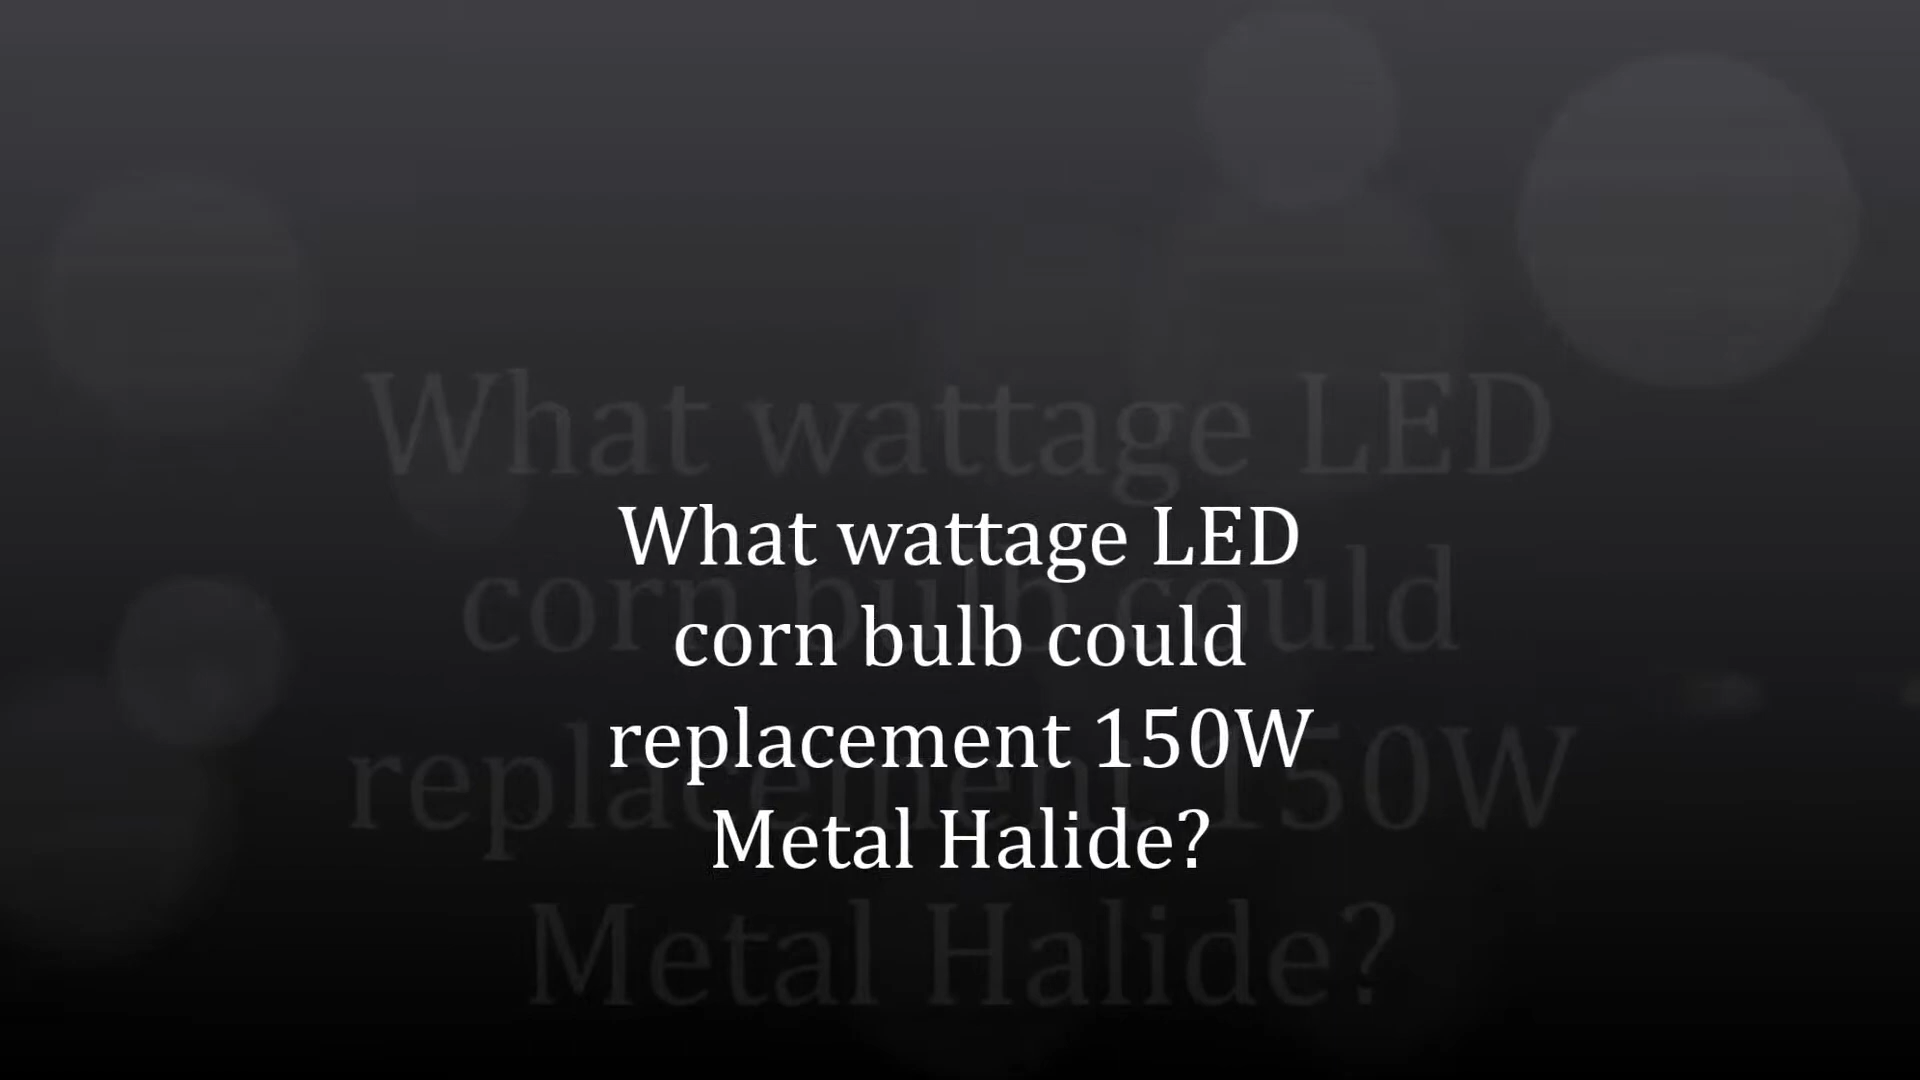 What wattage LED
corn bulb could
replacement 150W
Metal Halide?